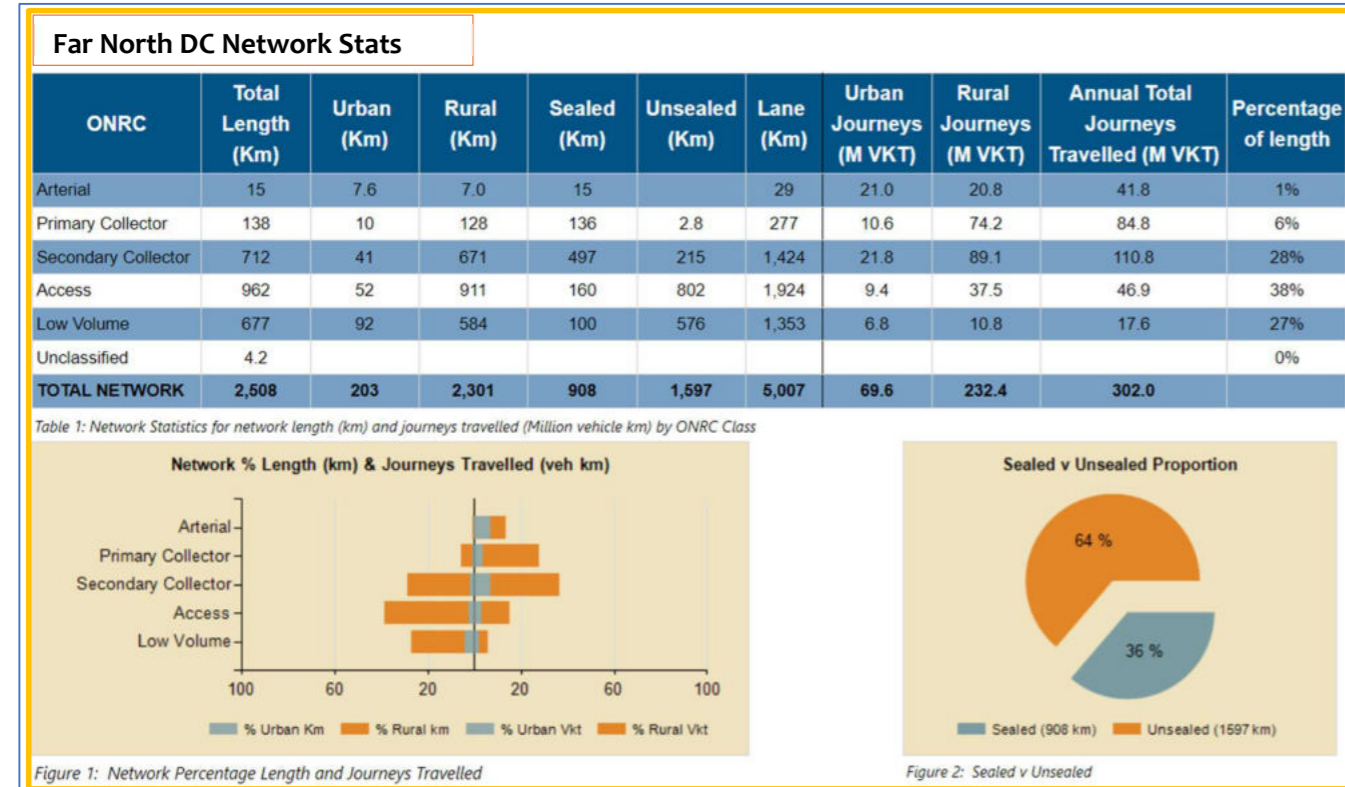 Far North DC Network Stats
ONRC Total Length (Km) Urban (Km) Rural (Km) Sealed (Km) Unsealed (Km) Lane (Km) Urban Journeys (M VKT) Rural Journeys (M VKT) Annual Total Journeys Travelled (M VKT) Percentage of length
Arterial 15 7.6 7.0 15 29 21.0 20.8 41.8 1%
Primary Collector 138 10 128 136 2.8 277 10.6 74.2 84.8 6%
Secondary Collector 712 41 671 497 215 1,424 21.8 89.1 110.8 28%
Access 962 52 911 160 802 1,924 9.4 37.5 46.9 38%
Low Volume 677 92 584 100 576 1,353 6.8 10.8 17.6 27%
Unclassified 4.2 0%
TOTAL NETWORK 2,508 203 2,301 908 1,597 5,007 69.6 232.4 302.0
Table 1: Network Statistics for network length (km) and journeys travelled (Million vehicle km) by ONRC Class
Network % Length (km) & Journeys Travelled (veh km)
Arterial
Primary Collector
Secondary Collector
Access
Low Volume
100 60 20 20 60 100
% Urban Km % Rural km % Urban Vkt % Rural Vkt
Figure 1: Network Percentage Length and Journeys Travelled
Sealed v Unsealed Proportion
64 %
36 %
Sealed (908 km) Unsealed (1597 km)
Figure 2: Sealed v Unsealed